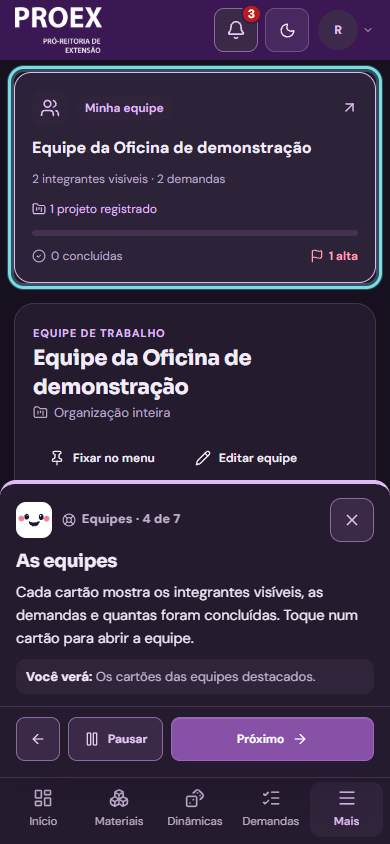 PROEX
PRÓ-REITORIA DE
EXTENSÃO
3
R
Minha equipe
Equipe da Oficina de demonstração
2 integrantes visíveis · 2 demandas
1 projeto registrado
0 concluídas
1 alta
EQUIPE DE TRABALHO
Equipe da Oficina de
demonstração
Organização inteira
Fixar no menu
Editar equipe
Equipes · 4 de 7
As equipes
Cada cartão mostra os integrantes visíveis, as
demandas e quantas foram concluídas. Toque num
cartão para abrir a equipe.
Você verá: Os cartões das equipes destacados.
Pausar
Próximo
Início
Materiais
Dinâmicas
Demandas
Mais